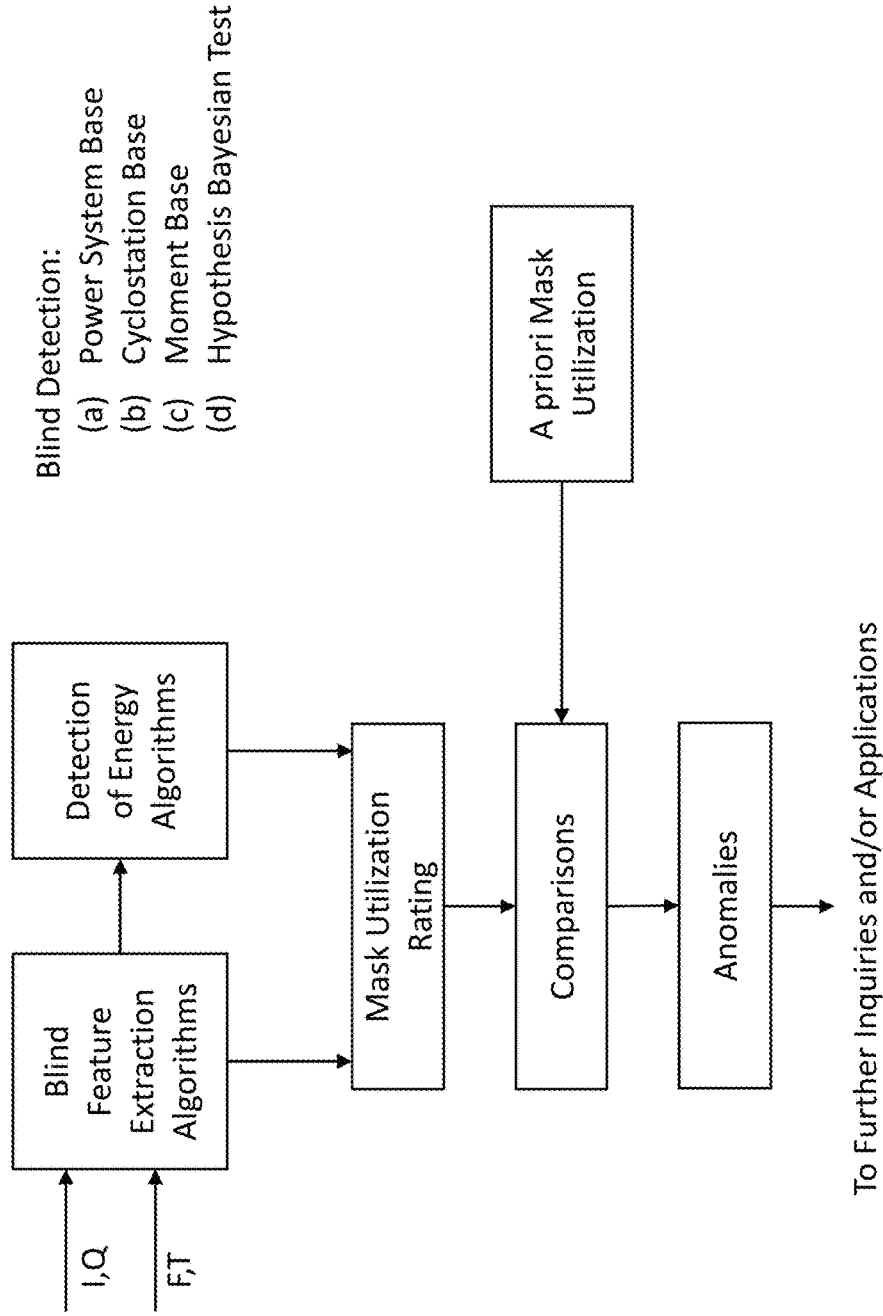 Blind Detection:
(a) Power System Base
(b) Cyclostation Base
(c) Moment Base
(d) Hypothesis Bayesian Test
I,Q
F,T
Blind
Feature
Extraction
Algorithms
Detection
of Energy
Algorithms
Mask Utilization
Rating
Comparisons
A priori Mask
Utilization
Anomalies
To Further Inquiries and/or Applications